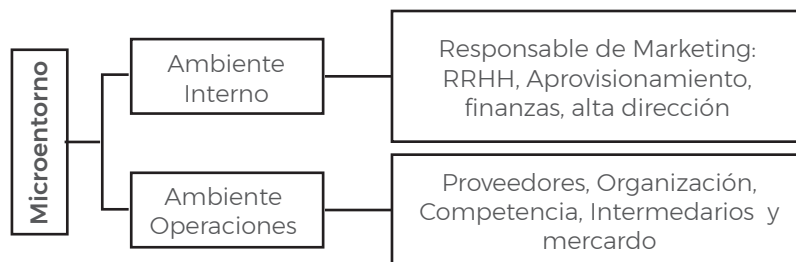 Microentorno
Ambiente
Interno
Responsable de Marketing:
RRHH, Aprovisionamiento,
finanzas, alta dirección
Ambiente
Operaciones
Proveedores, Organización,
Competencia, Intermedarios y
mercardo